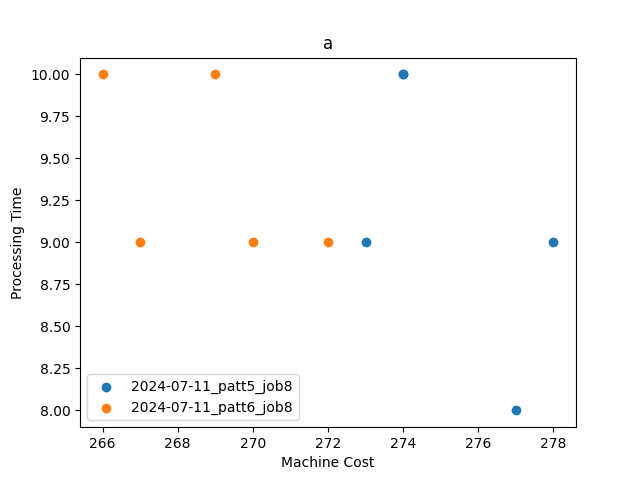 a
10.00
9.75
9.50
9.25
9.00
8.75
8.50
8.25
8.00
Processing Time
2024-07-11_patt5_job8
2024-07-11_patt6_job8
266 268 270 272 274 276 278
Machine Cost